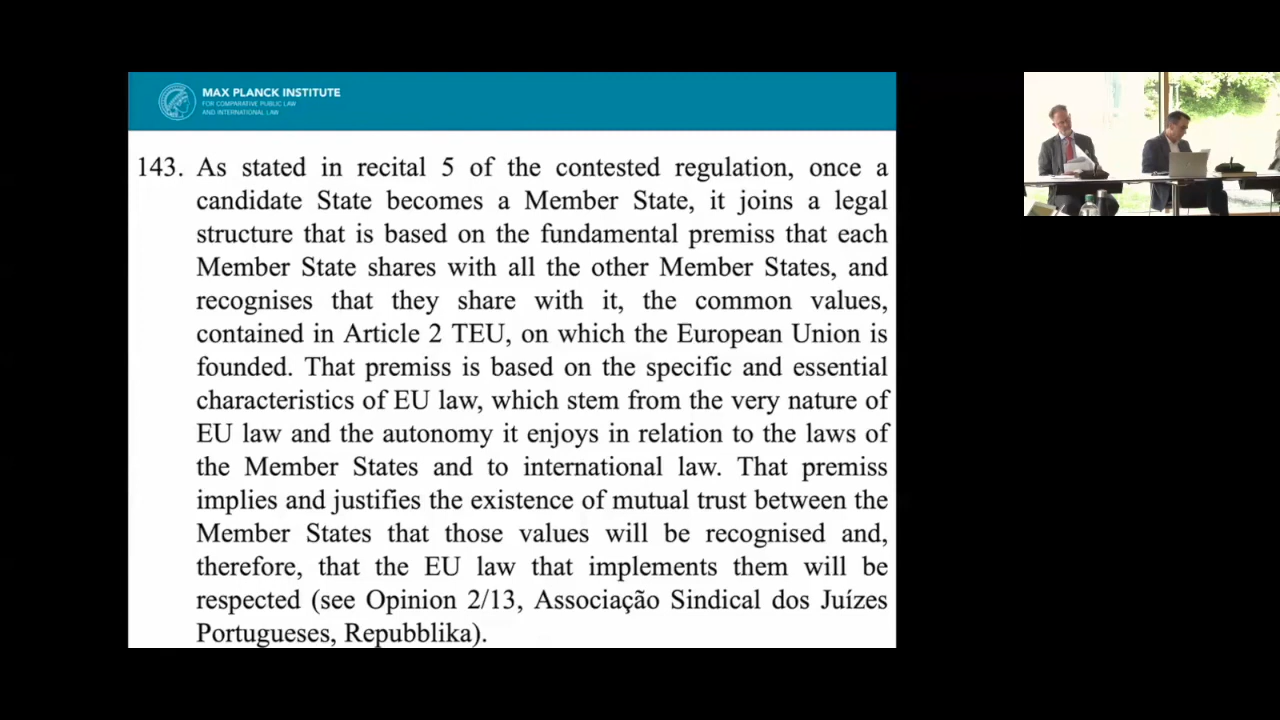 MAX PLANCK INSTITUTE
FOR COMPARATIVE PUBLIC LAW
AND INTERNATIONAL LAW
143. As stated in recital 5 of the contested regulation, once a
candidate State becomes a Member State, it joins a legal
structure that is based on the fundamental premiss that each
Member State shares with all the other Member States, and
recognises that they share with it, the common values,
contained in Article 2 TEU, on which the European Union is
founded. That premiss is based on the specific and essential
characteristics of EU law, which stem from the very nature of
EU law and the autonomy it enjoys in relation to the laws of
the Member States and to international law. That premiss
implies and justifies the existence of mutual trust between the
Member States that those values will be recognised and,
therefore, that the EU law that implements them will be
respected (see Opinion 2/13, Associação Sindical dos Juízes
Portugueses, Repubblika).